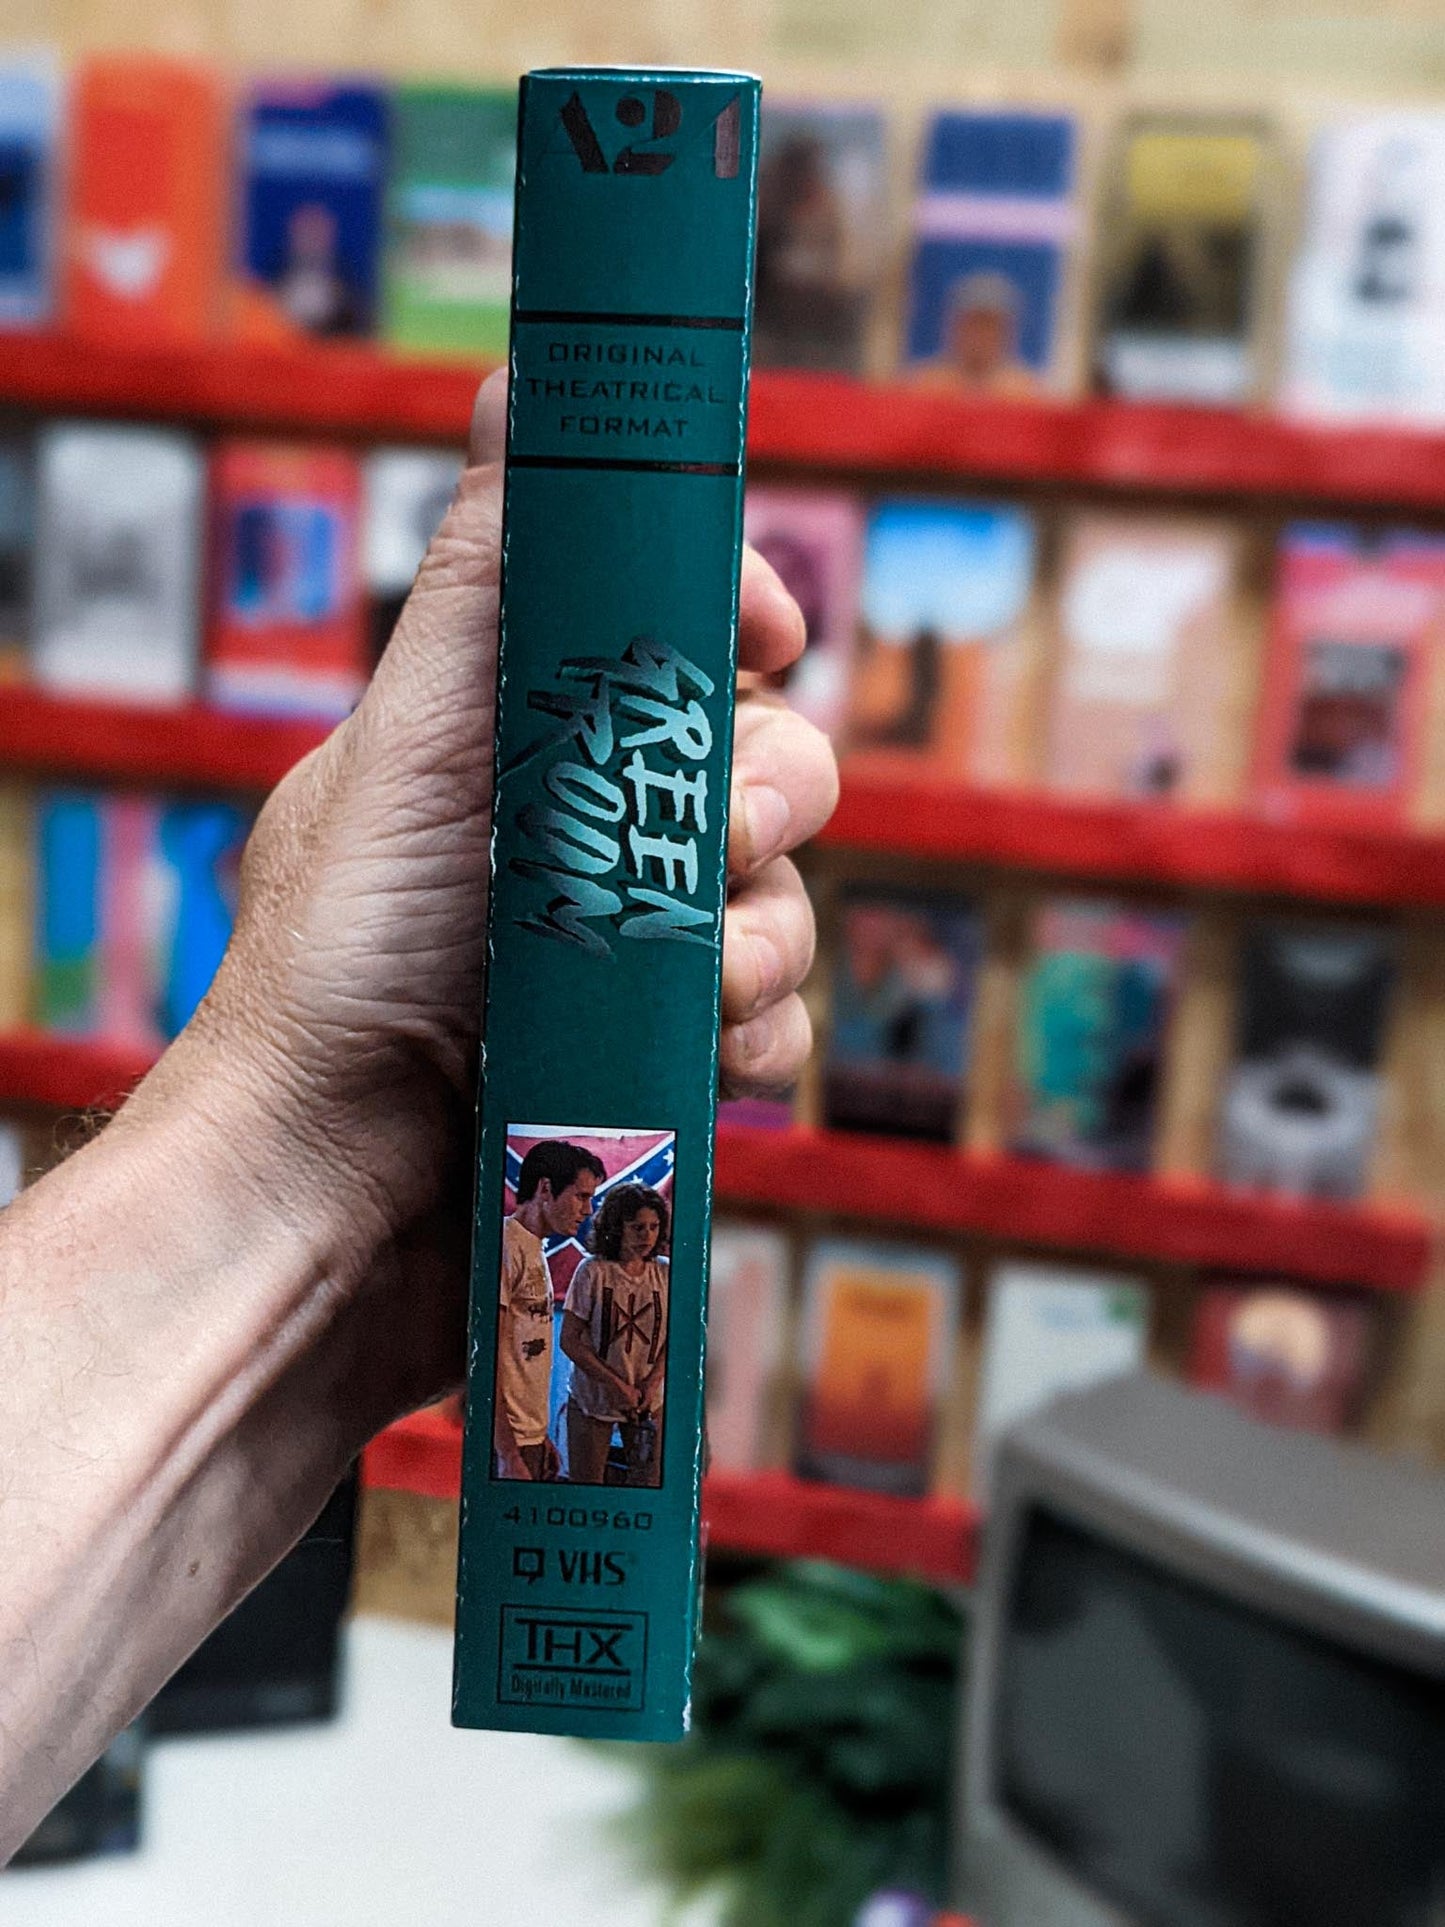 A24
ORIGINAL
THEATRICAL
FORMAT
GREEN
ROOM
4100960
VHS
THX
Digitally Mastered